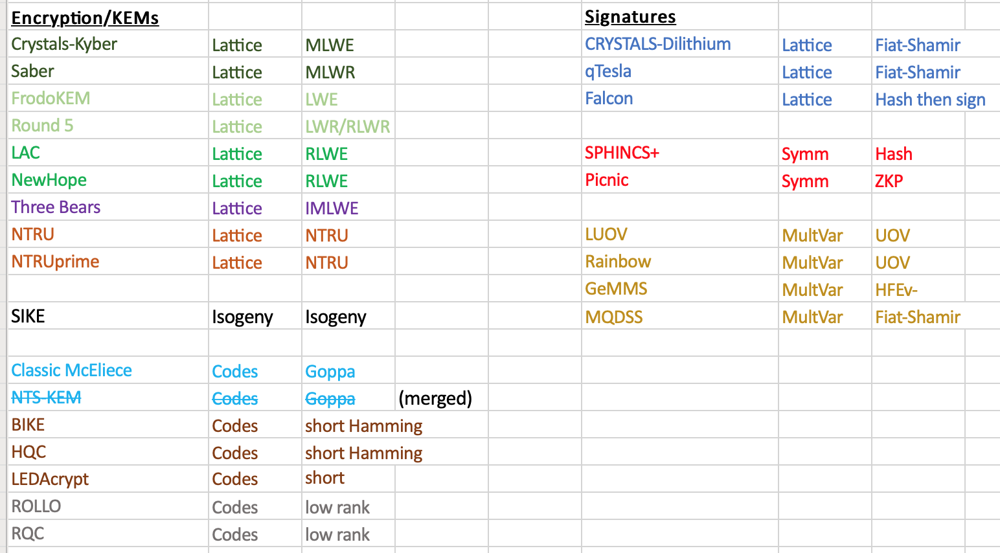 Encryption/KEMs Signatures
Crystals-Kyber Lattice MLWE CRYSTALS-Dilithium Lattice Fiat-Shamir
Saber Lattice MLWR qTesla Lattice Fiat-Shamir
FrodoKEM Lattice LWE Falcon Lattice Hash then sign
Round 5 Lattice LWR/RLWR
LAC Lattice RLWE SPHINCS+ Symm Hash
NewHope Lattice RLWE Picnic Symm ZKP
Three Bears Lattice IMLWE
NTRU Lattice NTRU LUOV MultVar UOV
NTRUprime Lattice NTRU Rainbow MultVar UOV
GeMMS MultVar HFEv-
SIKE Isogeny Isogeny MQDSS MultVar Fiat-Shamir
Classic McEliece Codes Goppa
NTS-KEM Codes Goppa (merged)
BIKE Codes short Hamming
HQC Codes short Hamming
LEDAcrypt Codes short
ROLLO Codes low rank
RQC Codes low rank